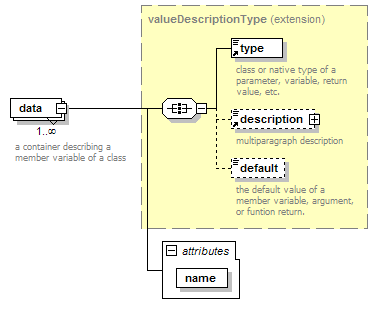 valueDescriptionType (extension)
type
class or native type of a
parameter, variable, return
value, etc.
data
1..∞
a container describing a
member variable of a class
description
multiparagraph description
default
the default value of a
member variable, argument,
or funtion return.
attributes
name